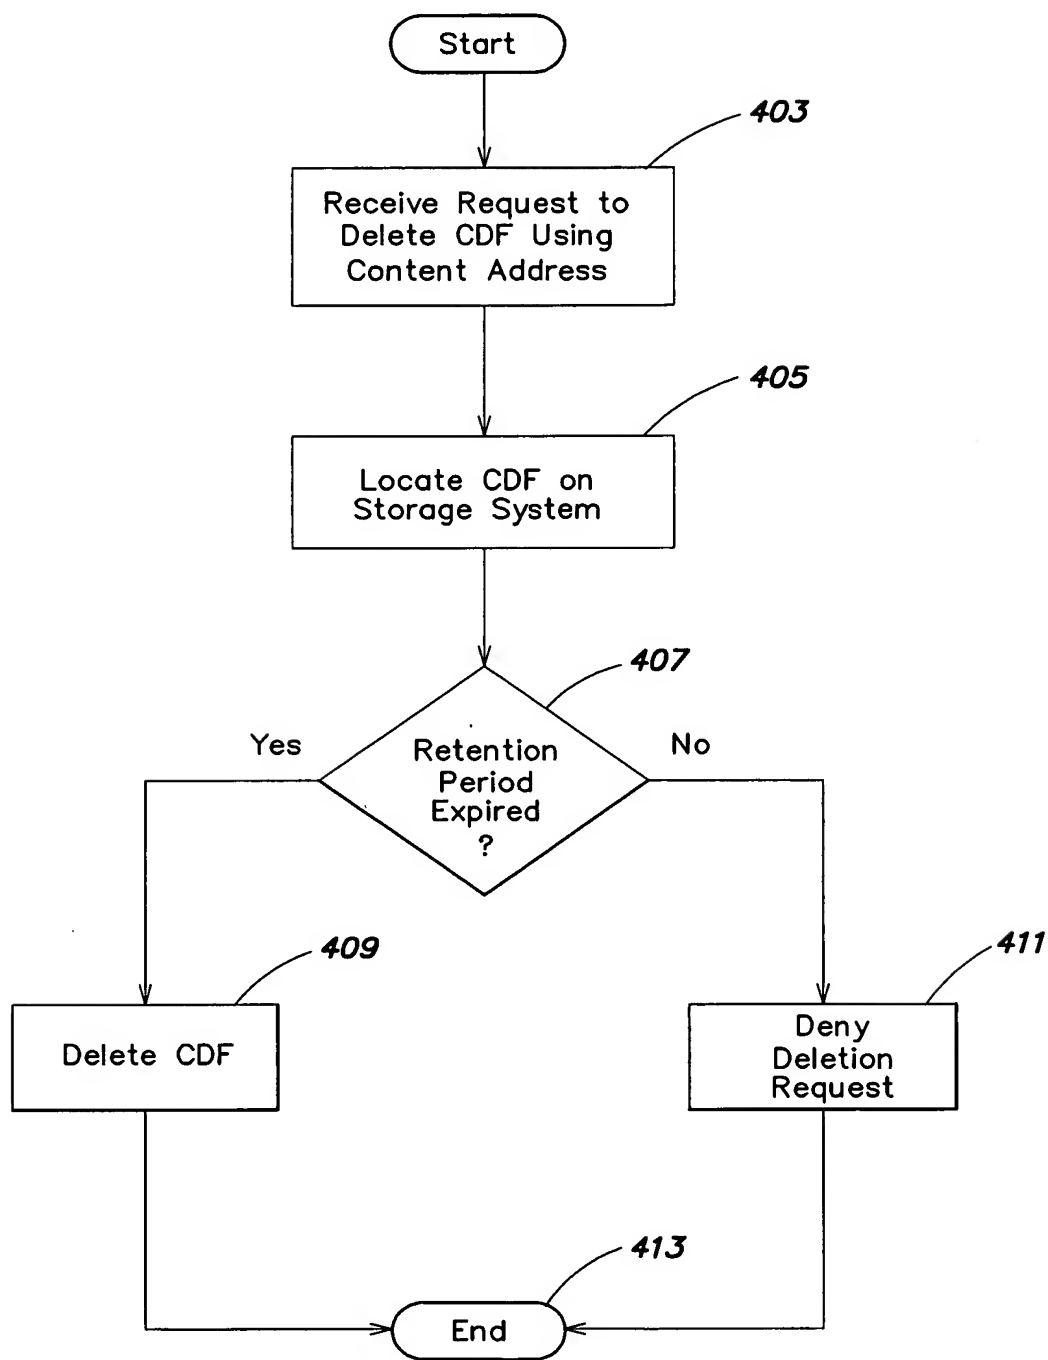 Start
403
Receive Request to
Delete CDF Using
Content Address
405
Locate CDF on
Storage System
407
Yes
No
Retention
Period
Expired
?
409
411
Delete CDF
Deny
Deletion
Request
413
End